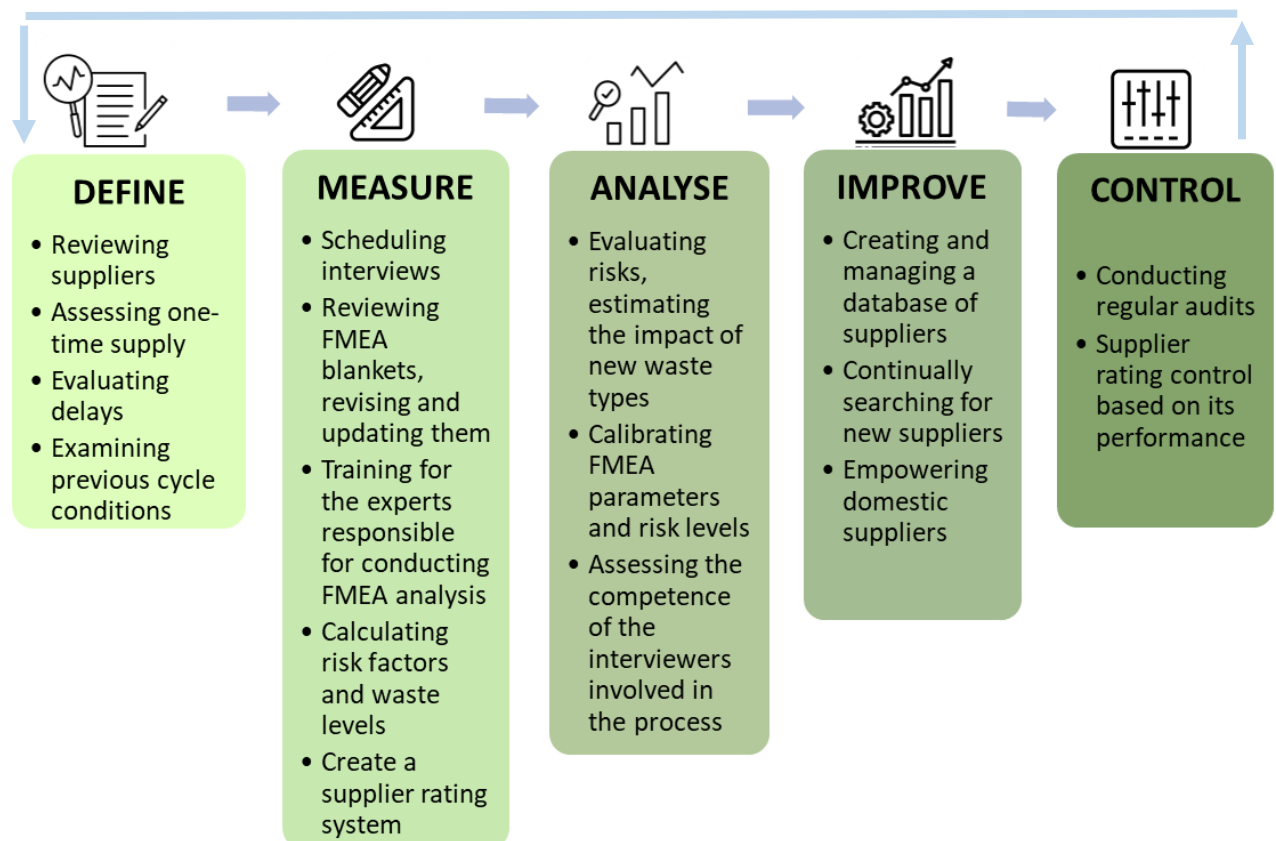 DEFINE
• Reviewing
suppliers
• Assessing one-
time supply
• Evaluating
delays
• Examining
previous cycle
conditions
MEASURE
• Scheduling
interviews
• Reviewing
FMEA
blankets,
revising and
updating them
• Training for
the experts
responsible
for conducting
FMEA analysis
• Calculating
risk factors
and waste
levels
• Create a
supplier rating
system
ANALYSE
• Evaluating
risks,
estimating
the impact of
new waste
types
• Calibrating
FMEA
parameters
and risk levels
• Assessing the
competence
of the
interviewers
involved in
the process
IMPROVE
• Creating and
managing a
database of
suppliers
• Continually
searching for
new suppliers
• Empowering
domestic
suppliers
CONTROL
• Conducting
regular audits
• Supplier
rating control
based on its
performance